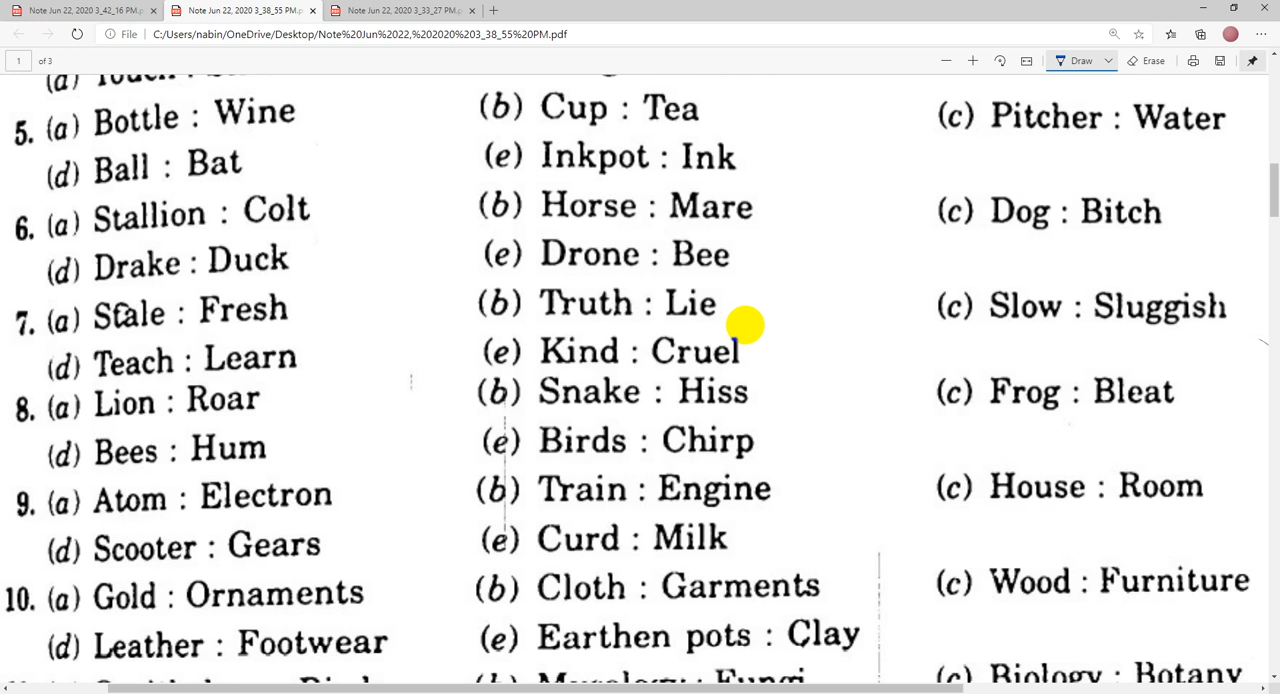 Note Jun 22, 2020 3_42_16 PM.p
Note Jun 22, 2020 3_38_55 PM.p
Note Jun 22, 2020 3_33_27 PM.p
File C:/Users/nabin/OneDrive/Desktop/Note%20Jun%2022,%202020%203_38_55%20PM.pdf
1 of 3 Draw Erase
5. (a) Bottle : Wine (b) Cup : Tea (c) Pitcher : Water
(d) Ball : Bat (e) Inkpot : Ink
6. (a) Stallion : Colt (b) Horse : Mare (c) Dog : Bitch
(d) Drake : Duck (e) Drone : Bee
7. (a) Stale : Fresh (b) Truth : Lie (c) Slow : Sluggish
(d) Teach : Learn (e) Kind : Cruel
8. (a) Lion : Roar (b) Snake : Hiss (c) Frog : Bleat
(d) Bees : Hum (e) Birds : Chirp
9. (a) Atom : Electron (b) Train : Engine (c) House : Room
(d) Scooter : Gears (e) Curd : Milk
10. (a) Gold : Ornaments (b) Cloth : Garments (c) Wood : Furniture
(d) Leather : Footwear (e) Earthen pots : Clay
(c) Biology : Botany